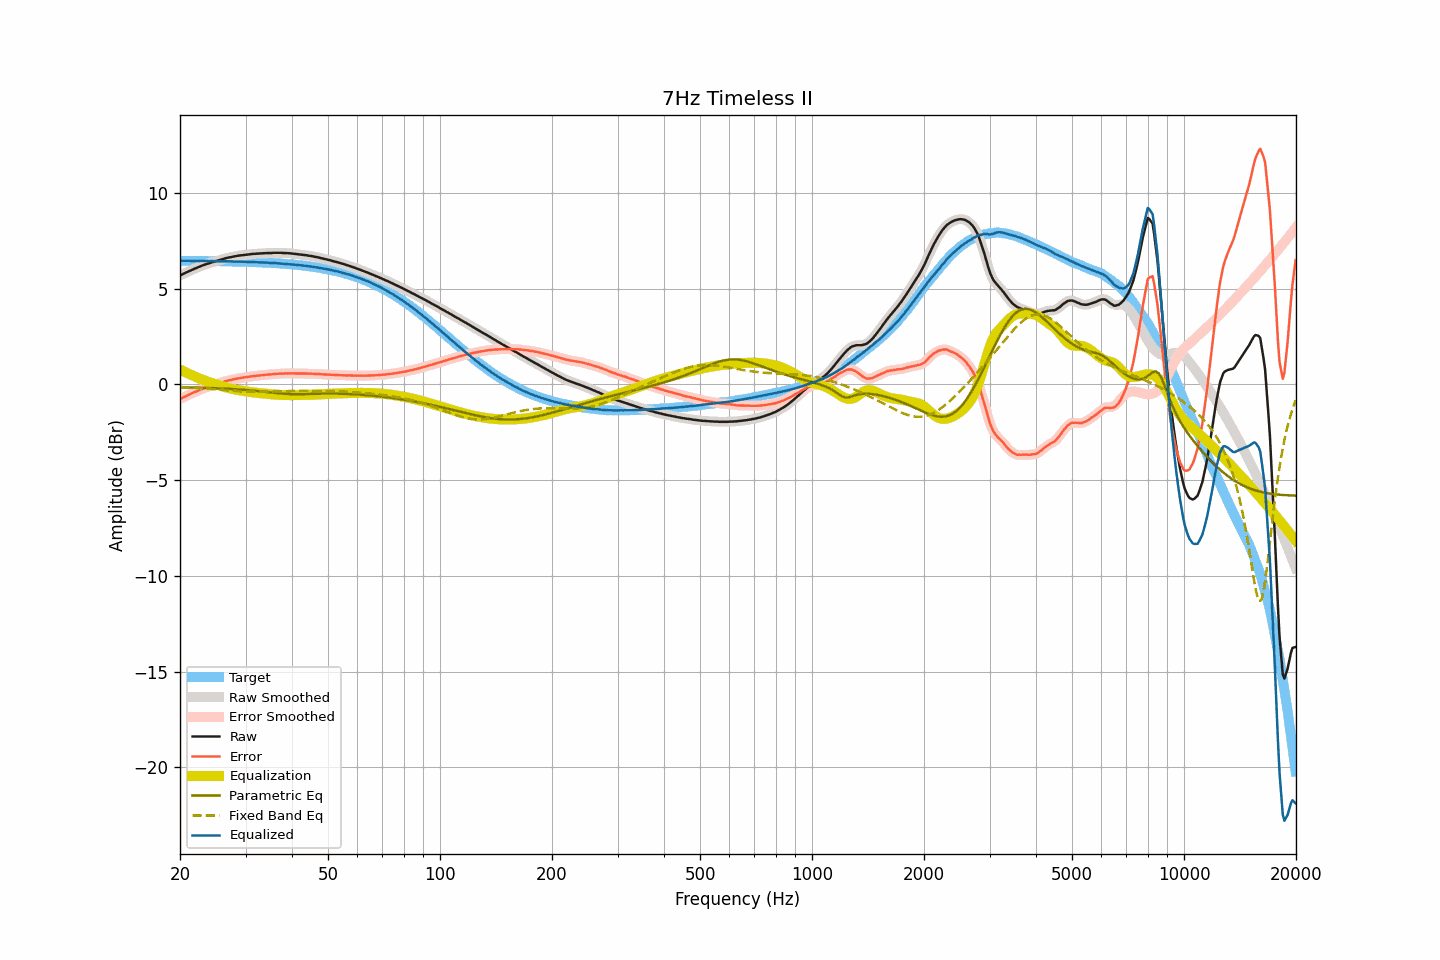 7Hz Timeless II
10
5
0
−5
−10
−15
−20
Amplitude (dBr)
Target
Raw Smoothed
Error Smoothed
Raw
Error
Equalization
Parametric Eq
Fixed Band Eq
Equalized
20 50 100 200 500 1000 2000 5000 10000 20000
Frequency (Hz)